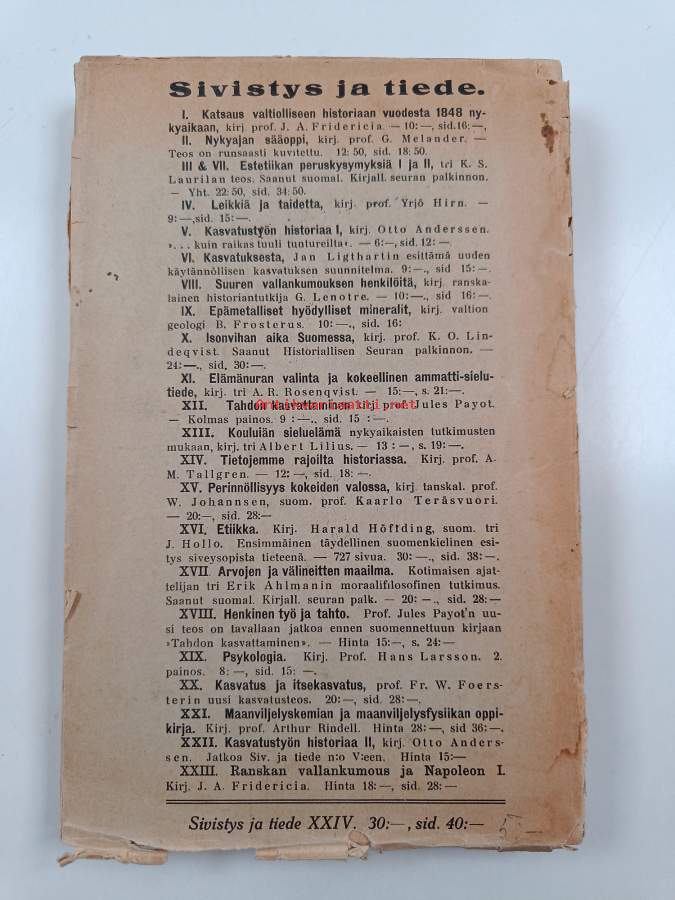 Sivistys ja tiede.
I. Katsaus valtiolliseen historiaan vuodesta 1848 ny-
kyaikaan, kirj. prof. J. A. Fridericia. — 10: —, sid. 16: —,
II. Nykyajan sääoppi, kirj. prof. G. Melander. —
Teos on runsaasti kuvitettu. 12: 50, sid. 18: 50.
III & VII. Estetiikan peruskysymyksiä I ja II, tri K. S.
Laurilan teos. Saanut suomal. Kirjall. seuran palkinnon.
— Yht. 22: 50, sid. 34: 50.
IV. Leikkiä ja taidetta, kirj. prof. Yrjö Hirn. —
9: —, sid. 15: —.
V. Kasvatustyön historiaa I, kirj. Otto Anderssen.
». . . kuin raikas tuuli tuntureilta«. — 6: —, sid. 12: —.
VI. Kasvatuksesta, Jan Ligthartin esittämä uuden
käytännöllisen kasvatuksen suunnitelma. 9: —., sid 15: —.
VIII. Suuren vallankumouksen henkilöitä, kirj. ranska-
lainen historiantutkija G. Lenotre. — 10: —., sid 16: —.
IX. Epämetalliset hyödylliset mineralit, kirj. valtion
geologi B. Frosterus. 10: —., sid. 16:
X. Isonvihan aika Suomessa, kirj. prof. K. O. Lin-
deqvist. Saanut Historiallisen Seuran palkinnon. —
24: —., sid, 30: —.
XI. Elämänuran valinta ja kokeellinen ammatti-sielu-
tiede, kirj. tri A. R. Rosenqvist. — 15: —, s. 21: —.
XII. Tahdon kasvattaminen kirj. prof. Jules Payot.
— Kolmas painos. 9 : —., sid. 15 : —.
XIII. Kouluiän sieluelämä nykyaikaisten tutkimusten
mukaan, kirj. tri Albert Lilius. — 13 : —, s. 19: —.
XIV. Tietojemme rajoilta historiassa. Kirj. prof. A.
M. Tallgren. — 12: —, sid. 18: —.
XV. Perinnöllisyys kokeiden valossa, kirj. tanskal. prof.
W. Johannsen, suom. prof. Kaarlo Teräsvuori.
— 20: —, sid. 28: —
XVI. Etiikka. Kirj. Harald Höffding, suom. tri
J. Hollo. Ensimmäinen täydellinen suomenkielinen esi-
tys siveysopista tieteenä. — 727 sivua. 30: —., sid. 38: —.
XVII. Arvojen ja välineitten maailma. Kotimaisen ajat-
telijan tri Erik Ahlmanin moraalifilosofinen tutkimus.
Saanut suomal. Kirjall. seuran palk. — 20: —., sid. 28: —
XVIII. Henkinen työ ja tahto. Prof. Jules Payot'n uu-
si teos on tavallaan jatkoa ennen suomennettuun kirjaan
»Tahdon kasvattaminen». — Hinta 15: —, s. 24: —
XIX. Psykologia. Kirj. Prof. Hans Larsson. 2.
painos. 8: —, sid. 15: —.
XX. Kasvatus ja itsekasvatus, prof. Fr. W. Foers-
terin uusi kasvatusteos. 20: —, sid. 28: —.
XXI. Maanviljelyskemian ja maanviljelysfysiikan oppi-
kirja. Kirj. prof. Arthur Rindell. Hinta 28: —, sid 36: —.
XXII. Kasvatustyön historiaa II, kirj. Otto Anders-
sen. Jatkoa Siv. ja tiede n:o V:een. Hinta 15: —
XXIII. Ranskan vallankumous ja Napoleon I.
Kirj. J. A. Fridericia. Hinta 18: —, sid. 28: —
Sivistys ja tiede XXIV. 30: —, sid. 40: —